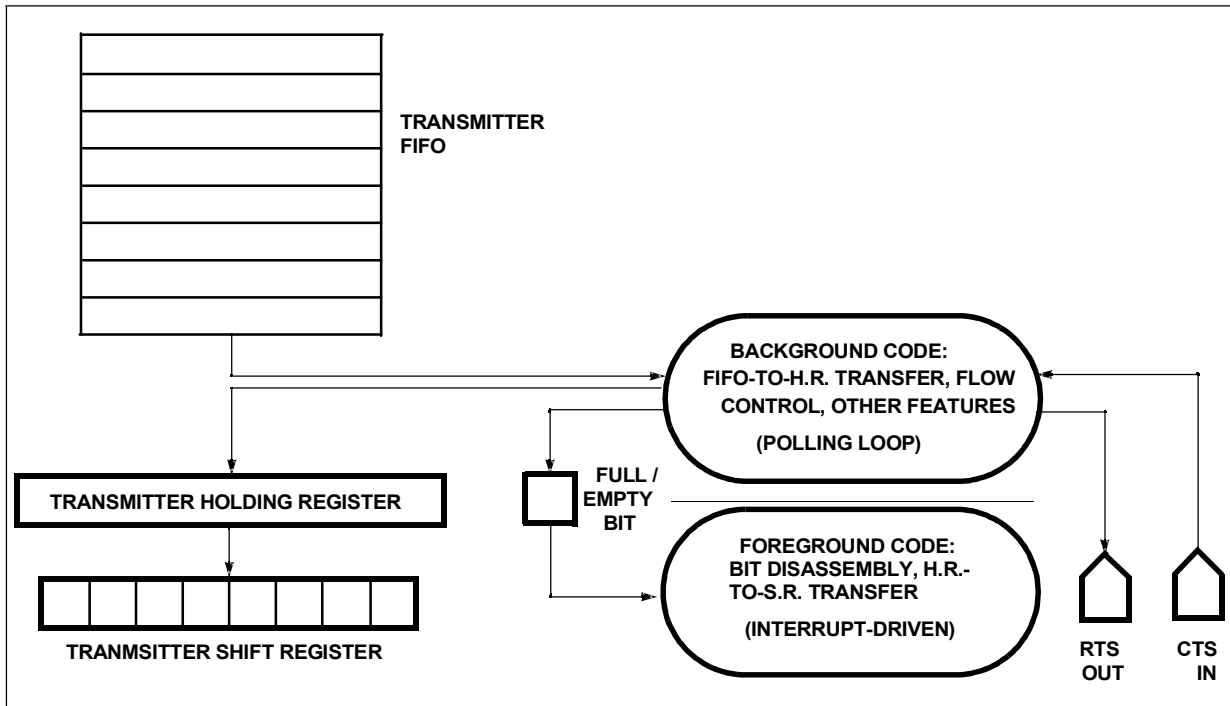 TRANSMITTER
FIFO
BACKGROUND CODE:
FIFO-TO-H.R. TRANSFER, FLOW
CONTROL, OTHER FEATURES
(POLLING LOOP)
TRANSMITTER HOLDING REGISTER
FULL /
EMPTY
BIT
FOREGROUND CODE:
BIT DISASSEMBLY, H.R.-
TO-S.R. TRANSFER
(INTERRUPT-DRIVEN)
TRANMSITTER SHIFT REGISTER
RTS
OUT
CTS
IN